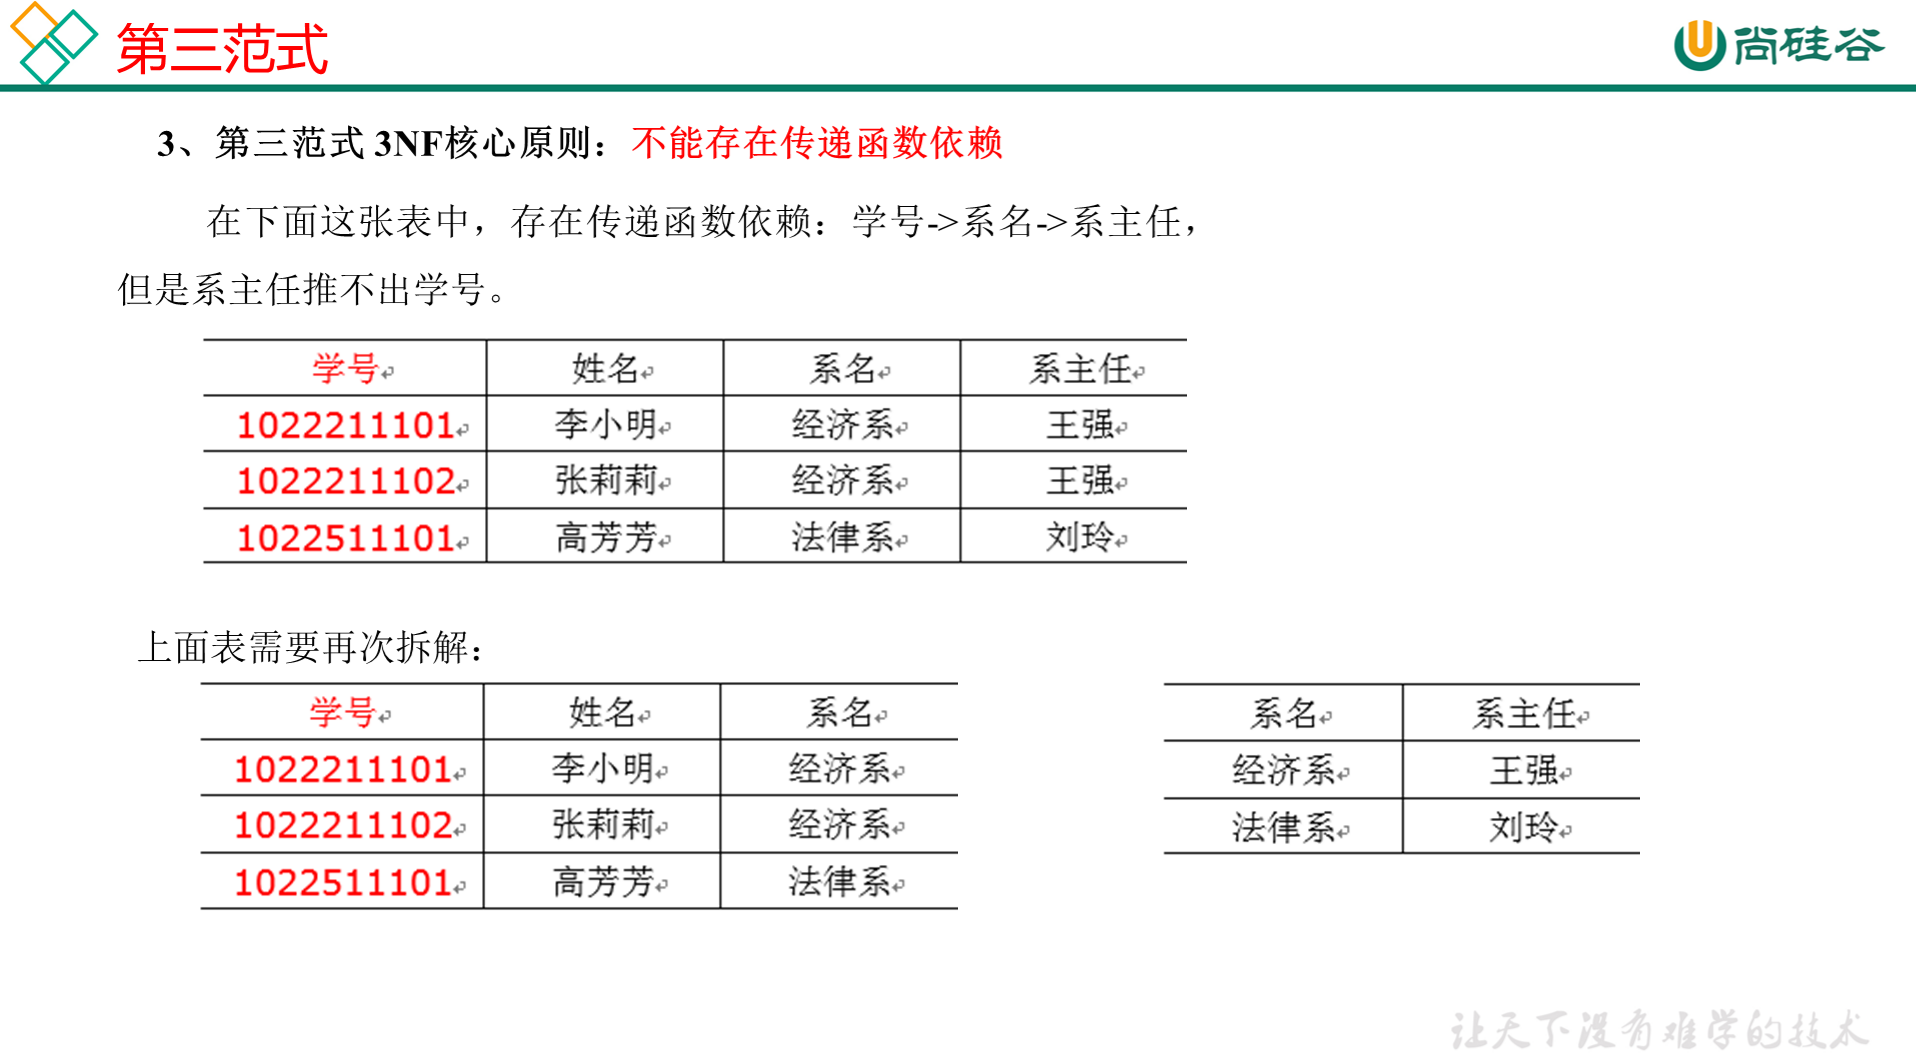 第三范式
尚硅谷
3、第三范式 3NF核心原则：不能存在传递函数依赖
在下面这张表中，存在传递函数依赖：学号->系名->系主任，
但是系主任推不出学号。
学号 姓名 系名 系主任
1022211101 李小明 经济系 王强
1022211102 张莉莉 经济系 王强
1022511101 高芳芳 法律系 刘玲
上面表需要再次拆解：
学号 姓名 系名
1022211101 李小明 经济系
1022211102 张莉莉 经济系
1022511101 高芳芳 法律系
系名 系主任
经济系 王强
法律系 刘玲
让天下没有难学的技术